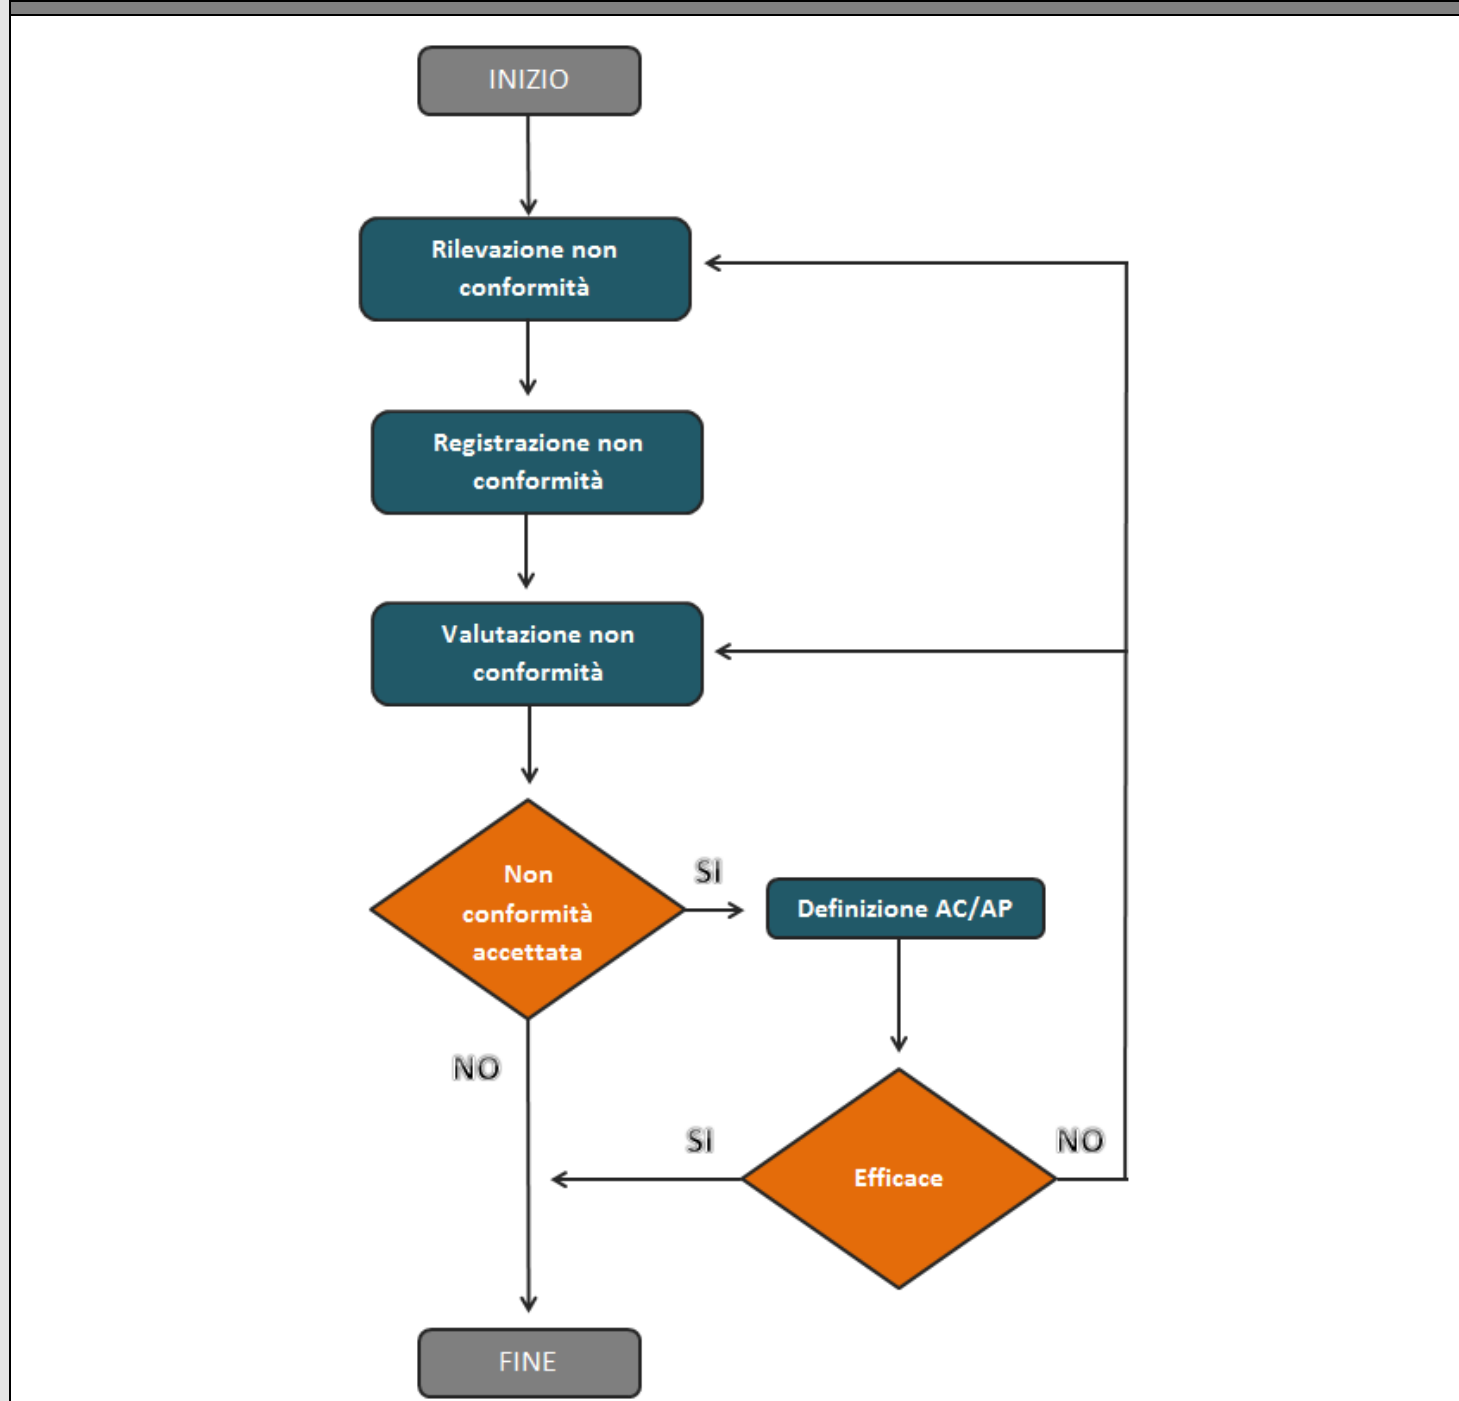 INIZIO
Rilevazione non
conformità
Registrazione non
conformità
Valutazione non
conformità
Non
conformità
accettata
SI
Definizione AC/AP
NO
SI
Efficace
NO
FINE